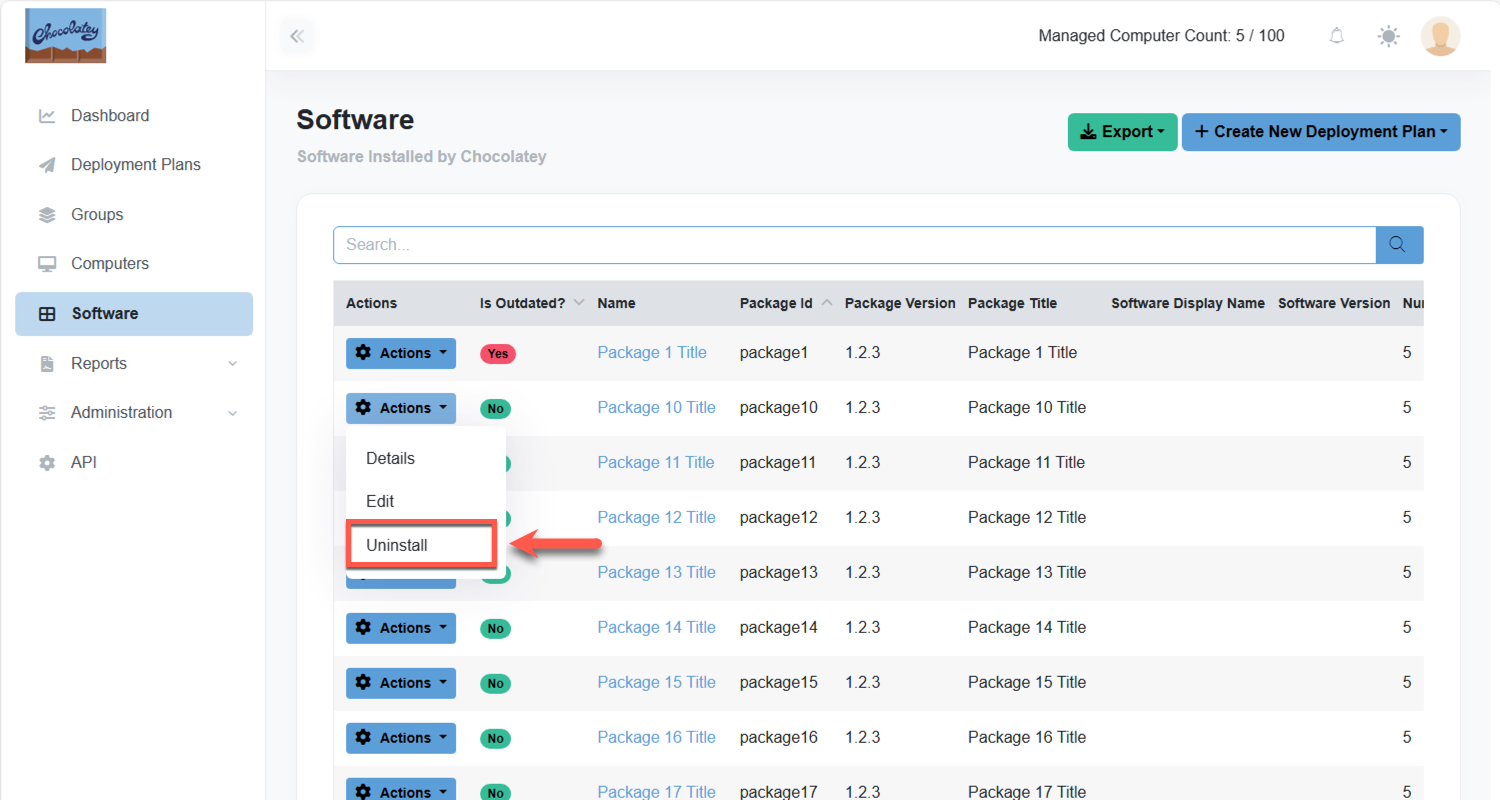 Chocolatey
Managed Computer Count: 5 / 100
Dashboard
Deployment Plans
Groups
Computers
Software
Reports
Administration
API
Software
Software Installed by Chocolatey
Export
Create New Deployment Plan
Search...
Actions Is Outdated? Name Package Id Package Version Package Title Software Display Name Software Version
Actions Yes Package 1 Title package1 1.2.3 Package 1 Title 5
Actions No Package 10 Title package10 1.2.3 Package 10 Title 5
Details
Edit
Uninstall
Package 11 Title package11 1.2.3 Package 11 Title 5
Package 12 Title package12 1.2.3 Package 12 Title 5
Package 13 Title package13 1.2.3 Package 13 Title 5
Actions No Package 14 Title package14 1.2.3 Package 14 Title 5
Actions No Package 15 Title package15 1.2.3 Package 15 Title 5
Actions No Package 16 Title package16 1.2.3 Package 16 Title 5
Actions No Package 17 Title package17 1.2.3 Package 17 Title 5